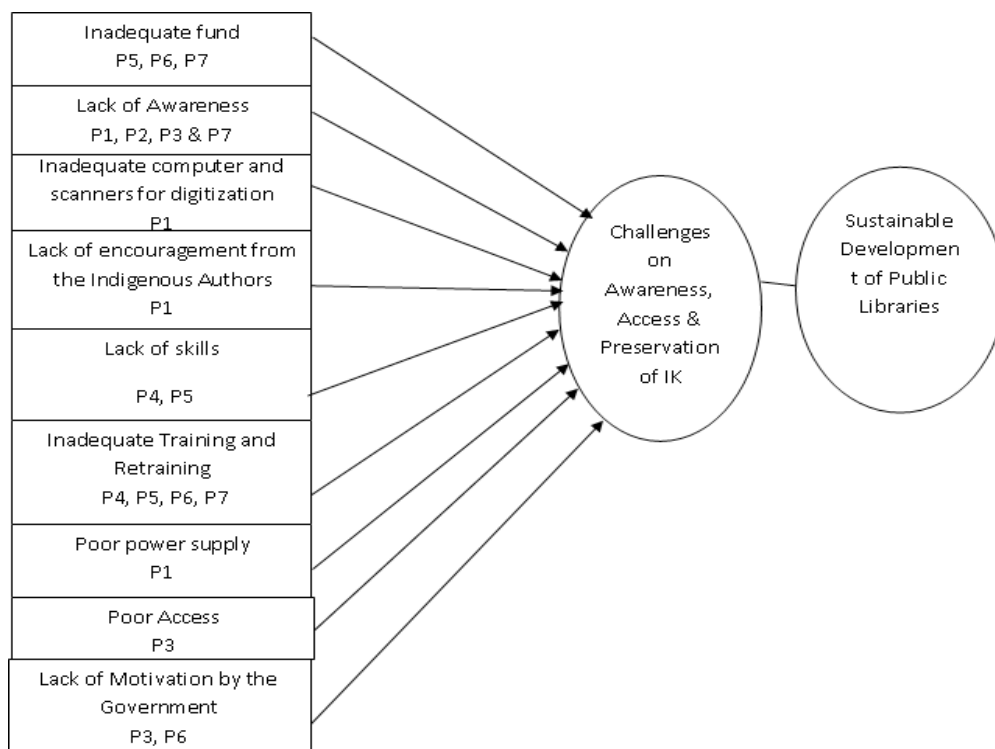 Inadequate fund
P5, P6, P7
Lack of Awareness
P1, P2, P3 & P7
Inadequate computer and
scanners for digitization
P1
Lack of encouragement from
the Indigenous Authors
P1
Lack of skills
P4, P5
Inadequate Training and
Retraining
P4, P5, P6, P7
Poor power supply
P1
Poor Access
P3
Lack of Motivation by the
Government
P3, P6
Challenges
on
Awareness,
Access &
Preservation
of IK
Sustainable
Developmen
t of Public
Libraries